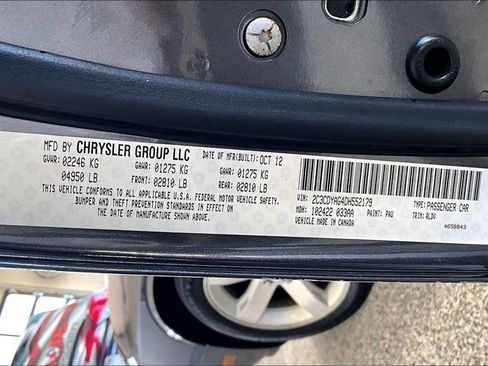 MFD BY CHRYSLER GROUP LLC DATE OF MFR(BUILT): OCT 12
GVWR: 02246 KG GAWR: 01275 KG GAWR: 01275 KG
04950 LB 02810 LB 02810 LB
THIS VEHICLE CONFORMS TO ALL APPLICABLE U.S.A. FEDERAL MOTOR VEHICLE SAFETY,
BUMPER AND THEFT PREVENTION STANDARDS IN EFFECT ON
THE DATE OF MANUFACTURE SHOWN ABOVE.
VIN: 2C3CDYAG4DH552179 TYPE: PASSENGER CAR
MDH: 102422 033AA PAINT: PAU TRIM: RLDV
VEHICLE MADE IN CANADA 4658843